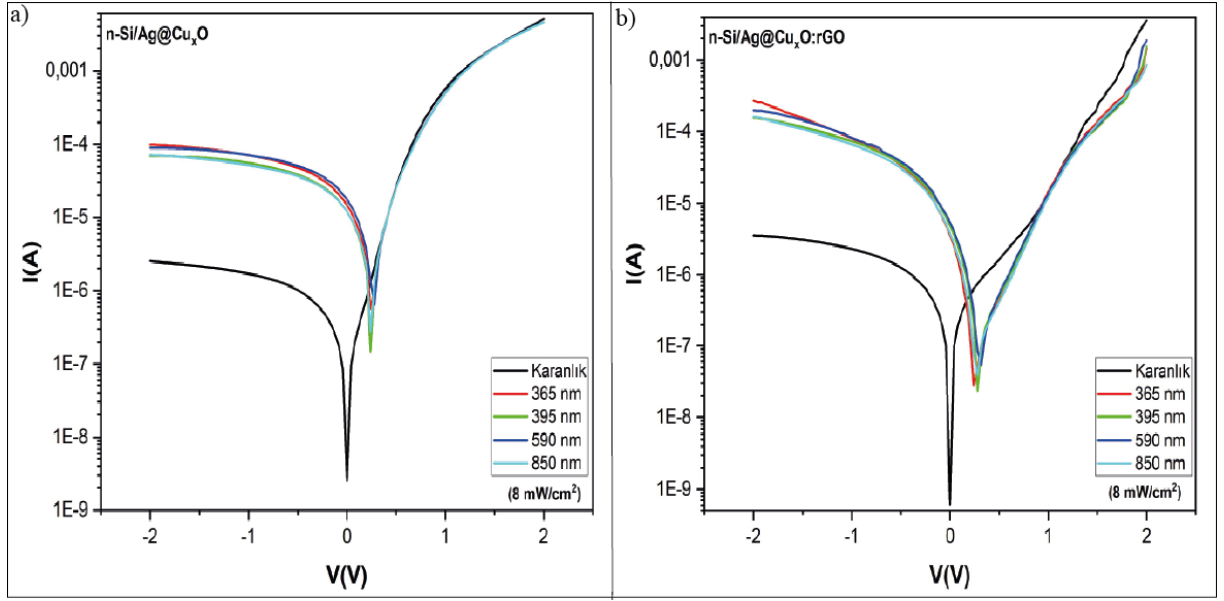 a)
n-Si/Ag@CuₓO
0,001
1E-4
1E-5
1E-6
1E-7
1E-8
1E-9
I(A)
-2
-1
0
1
2
V(V)
Karanlık
365 nm
395 nm
590 nm
850 nm
(8 mW/cm²)
b)
n-Si/Ag@CuₓO:rGO
0,001
1E-4
1E-5
1E-6
1E-7
1E-8
1E-9
I(A)
-2
-1
0
1
2
V(V)
Karanlık
365 nm
395 nm
590 nm
850 nm
(8 mW/cm²)